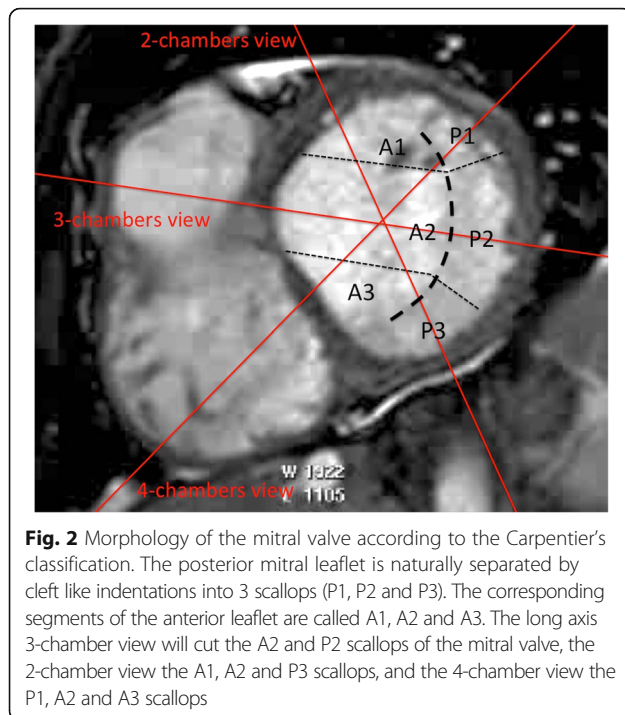 2-chambers view
A1
P1
3-chambers view
A2
P2
A3
P3
W 1322
1105
4-chambers view
Fig. 2 Morphology of the mitral valve according to the Carpentier's
classification. The posterior mitral leaflet is naturally separated by
cleft like indentations into 3 scallops (P1, P2 and P3). The corresponding
segments of the anterior leaflet are called A1, A2 and A3. The long axis
3-chamber view will cut the A2 and P2 scallops of the mitral valve, the
2-chamber view the A1, A2 and P3 scallops, and the 4-chamber view the
P1, A2 and A3 scallops